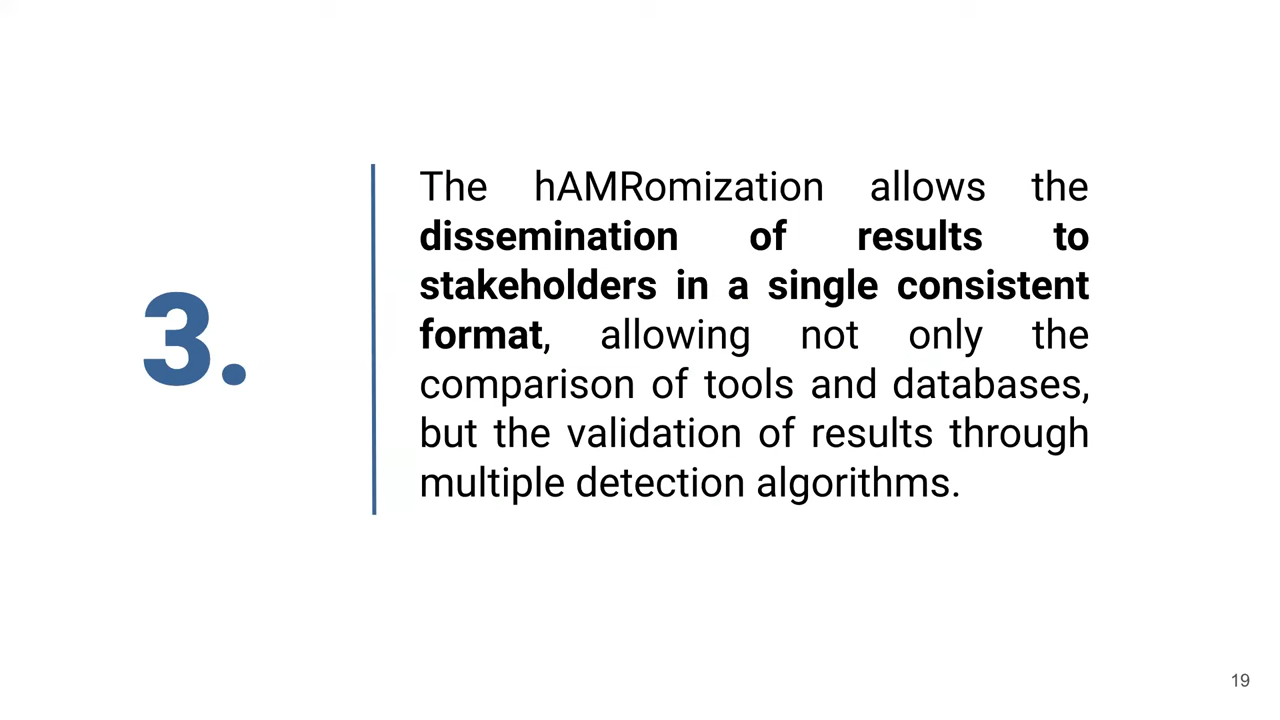 3.
The hAMRomization allows the
dissemination of results to
stakeholders in a single consistent
format, allowing not only the
comparison of tools and databases,
but the validation of results through
multiple detection algorithms.
19